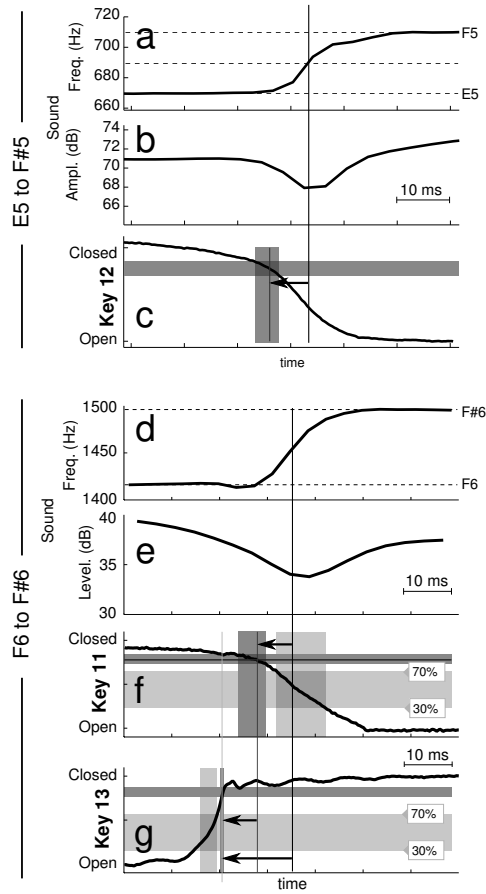 E5 to F#5
Sound
a
Freq. (Hz)
720
700
680
660
F5
E5
b
Ampl. (dB)
74
72
70
68
66
10 ms
c
Key 12
Closed
Open
time
F6 to F#6
Sound
d
Freq. (Hz)
1500
1450
1400
F#6
F6
e
Level. (dB)
40
35
30
10 ms
f
Key 11
Closed
Open
70%
30%
10 ms
g
Key 13
Closed
Open
70%
30%
time